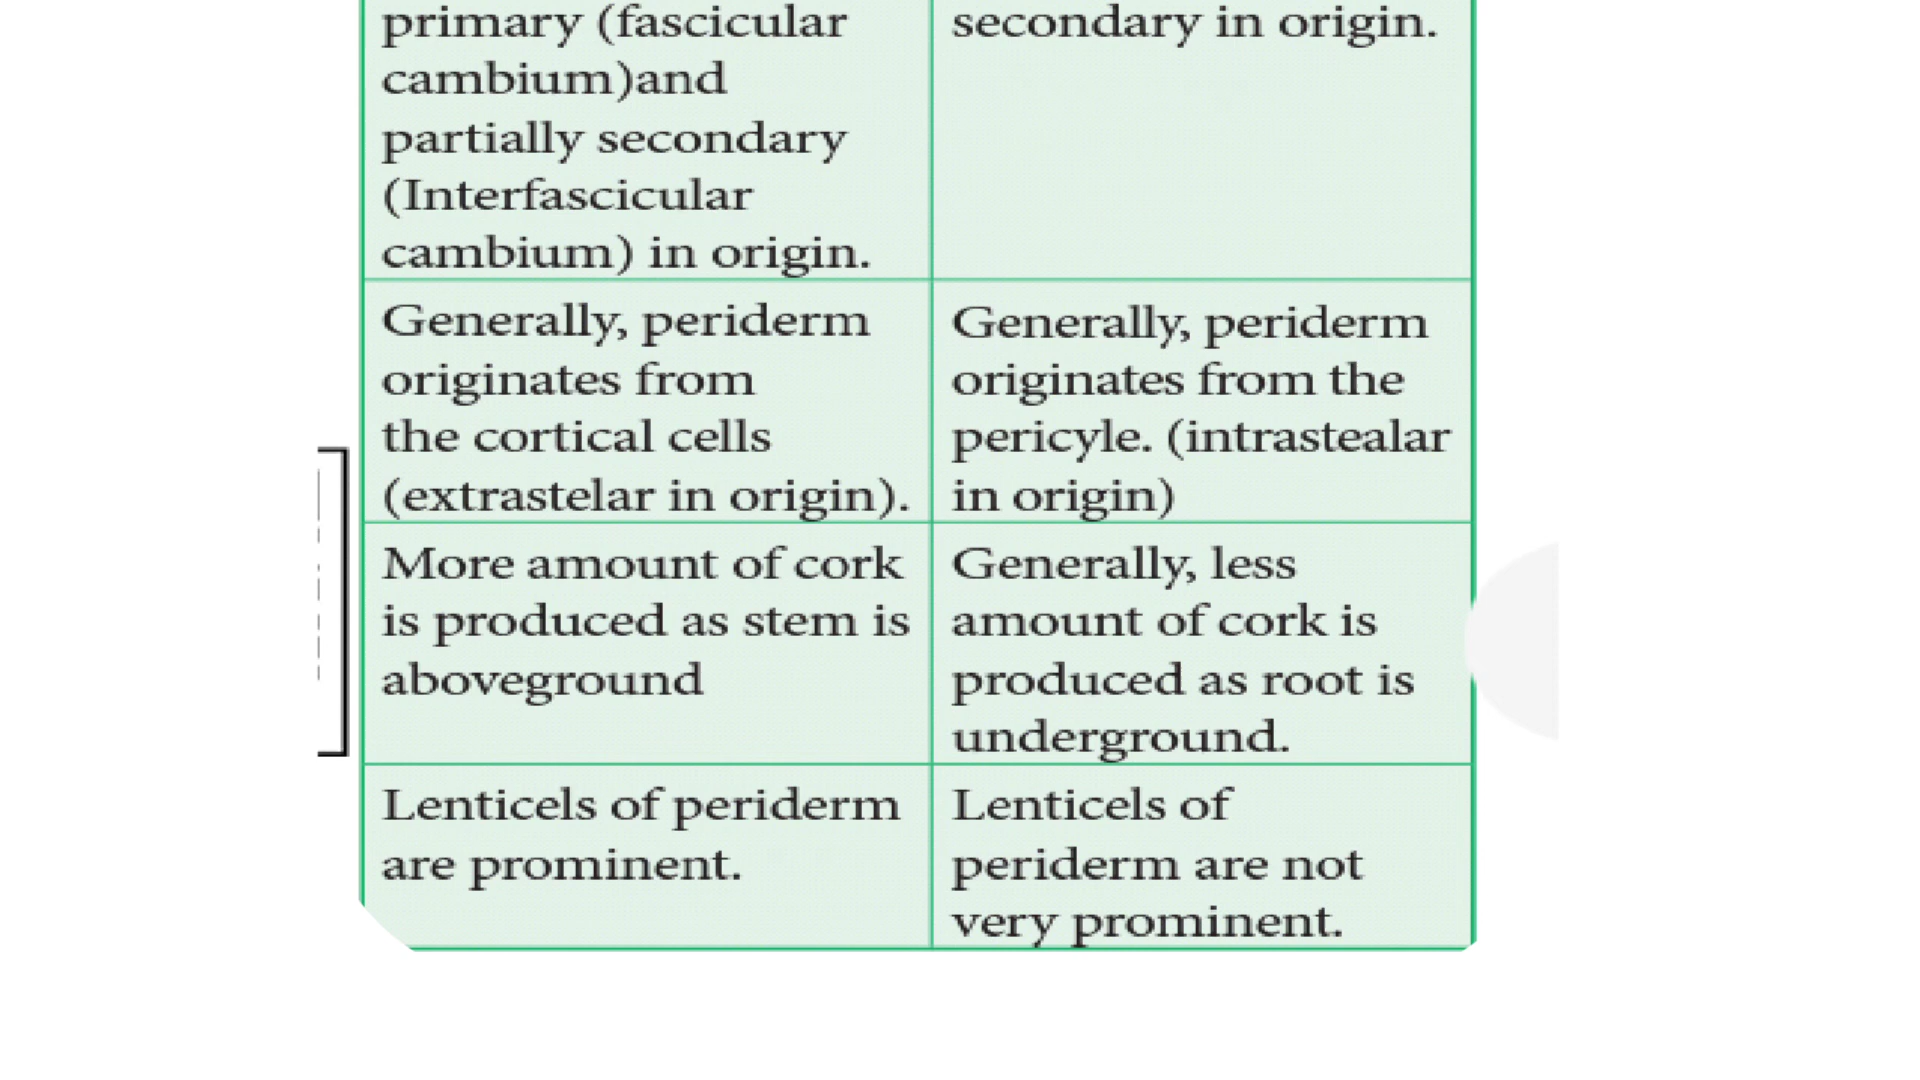 primary (fascicular
cambium)and
partially secondary
(Interfascicular
cambium) in origin.
secondary in origin.
Generally, periderm
originates from
the cortical cells
(extrastelar in origin).
Generally, periderm
originates from the
pericyle. (intrastealar
in origin)
More amount of cork
is produced as stem is
aboveground
Generally, less
amount of cork is
produced as root is
underground.
Lenticels of periderm
are prominent.
Lenticels of
periderm are not
very prominent.